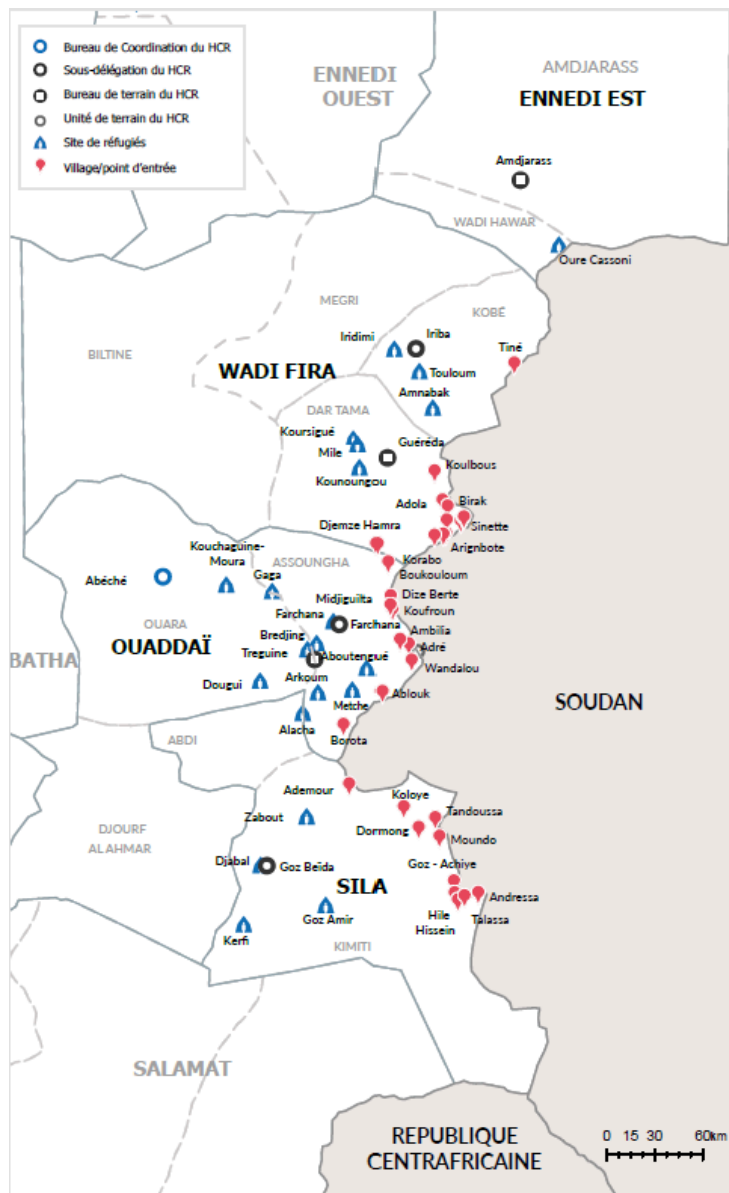 Bureau de Coordination du HCR
Sous-délégation du HCR
Bureau de terrain du HCR
Unité de terrain du HCR
Site de réfugiés
Village/point d'entrée
ENNEDI
OUEST
AMDJARASS
ENNEDI EST
Amdjarass
WADI HAWAR
Oure Cassoni
MEGRI
KOBÉ
Iridimi
Iriba
Tiné
BILTINE
WADI FIRA
Touloum
Amnabak
DAR TAMA
Koursigué
Guéréda
Mile
Koulbous
Kounoungou
Adola
Birak
Djemze Hamra
Sinette
Arignbote
Kouchaguine-
Moura
ASSOUNGHA
Korabo
Abéché
Gaga
Boukouloum
Midjiguilta
Dize Berte
OUARA
Farchana
Farchana
Koufroun
OUADDAÏ
Bredjing
Ambilia
BATHA
Treguine
Aboutengué
Adré
Wandalou
Dougui
Arkoum
Metche
Ablouk
SOUDAN
Alacha
Borota
ABDI
Ademour
Koloye
Zabout
Tandoussa
DJOURF
AL AHMAR
Dormong
Moundo
Djabal
Goz Beïda
Goz - Achiye
SILA
Andressa
Goz Amir
Hile
Hissein
Talassa
Kerfi
KIMITI
SALAMAT
REPUBLIQUE
CENTRAFRICAINE
0 15 30 60km